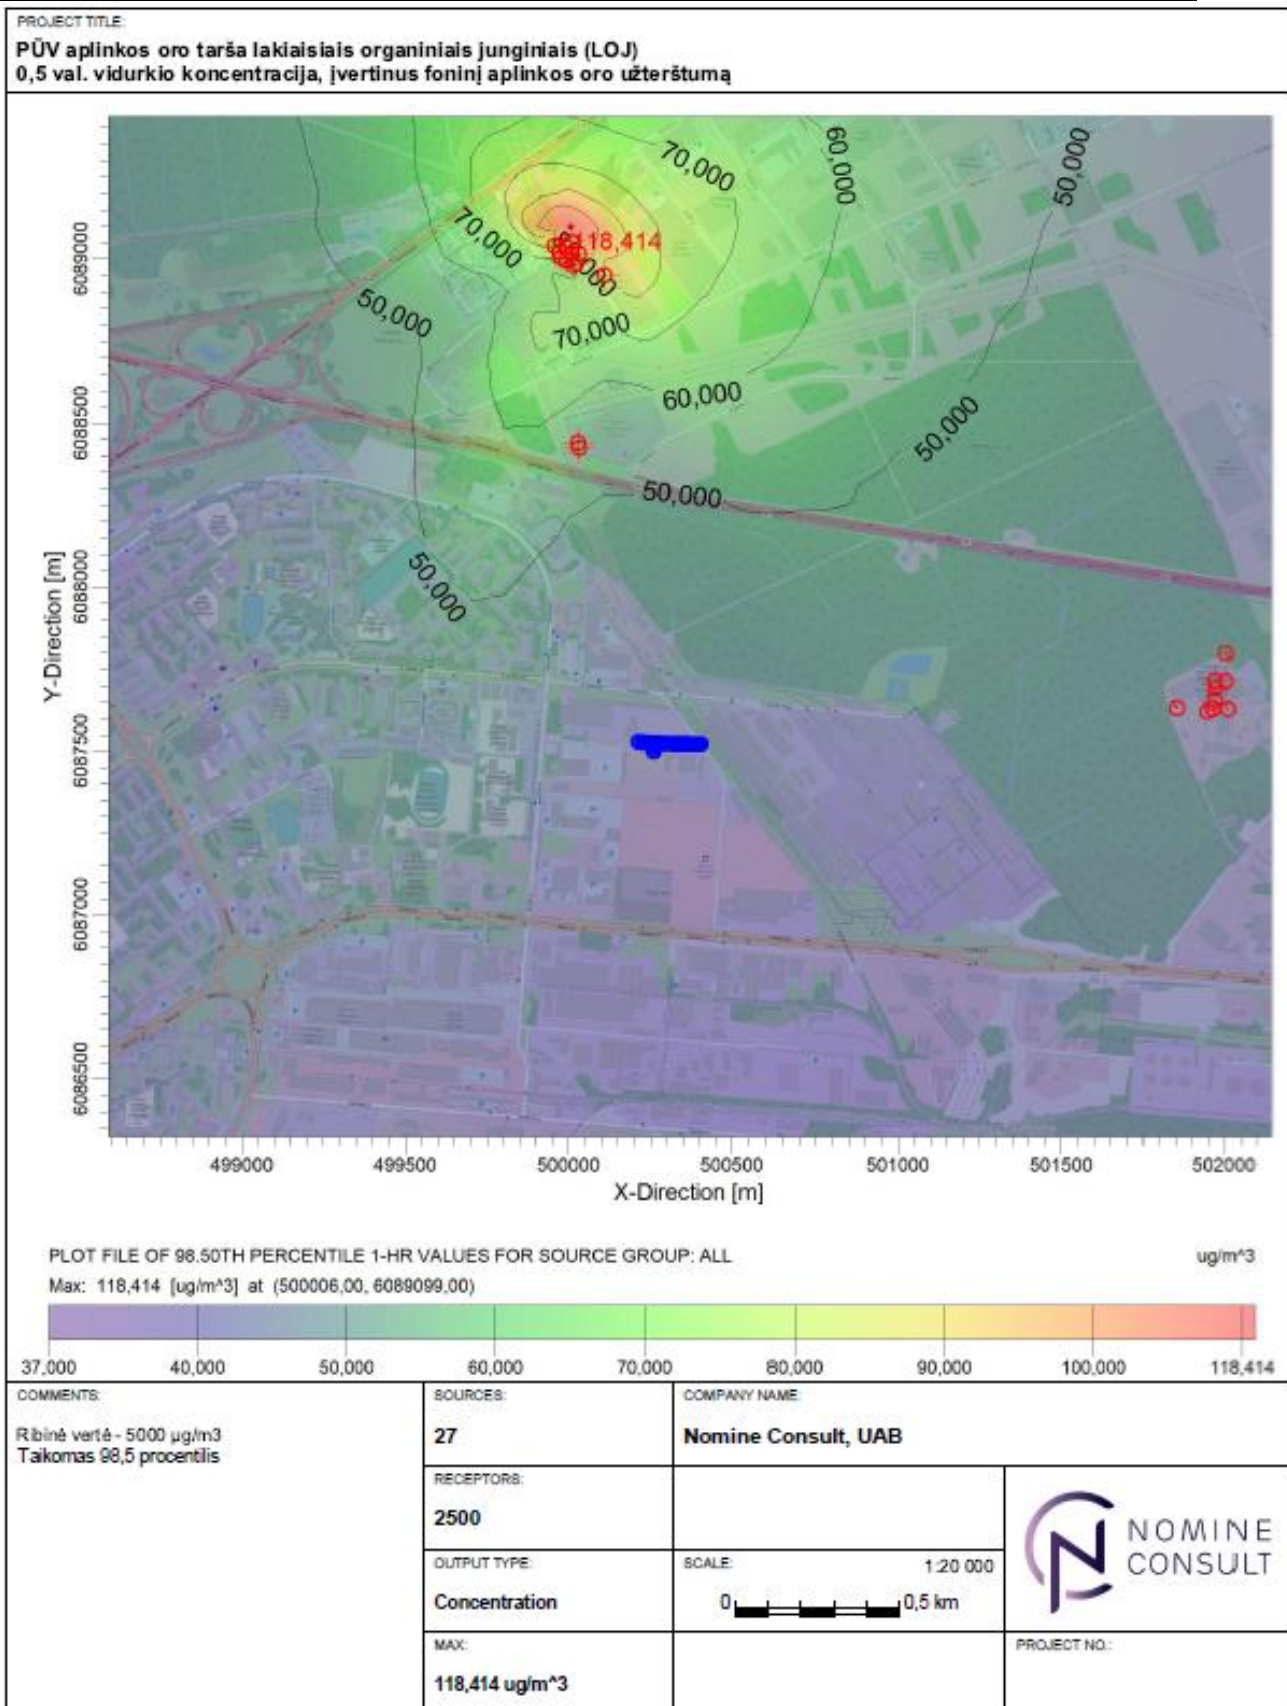 PROJECT TITLE:
PŪV aplinkos oro tarša lakiaisiais organiniais junginiais (LOJ)
0,5 val. vidurkio koncentracija, įvertinus foninį aplinkos oro užterštumą
70,000
60,000
50,000
70,000
118,414
50,000
70,000
60,000
50,000
50,000
50,000
Y-Direction [m]
6089000
6088500
6088000
6087500
6087000
6086500
499000 499500 500000 500500 501000 501500 502000
X-Direction [m]
PLOT FILE OF 98.50TH PERCENTILE 1-HR VALUES FOR SOURCE GROUP: ALL ug/m^3
Max: 118,414 [ug/m^3] at (500006,00, 6089099,00)
37,000 40,000 50,000 60,000 70,000 80,000 90,000 100,000 118,414
COMMENTS:
Ribinė vertė - 5000 µg/m3
Taikomas 98,5 procentilis
SOURCES:
27
COMPANY NAME:
Nomine Consult, UAB
RECEPTORS:
2500
OUTPUT TYPE:
Concentration
SCALE: 1:20 000
0 0,5 km
NOMINE
CONSULT
MAX:
118,414 ug/m^3
PROJECT NO.: